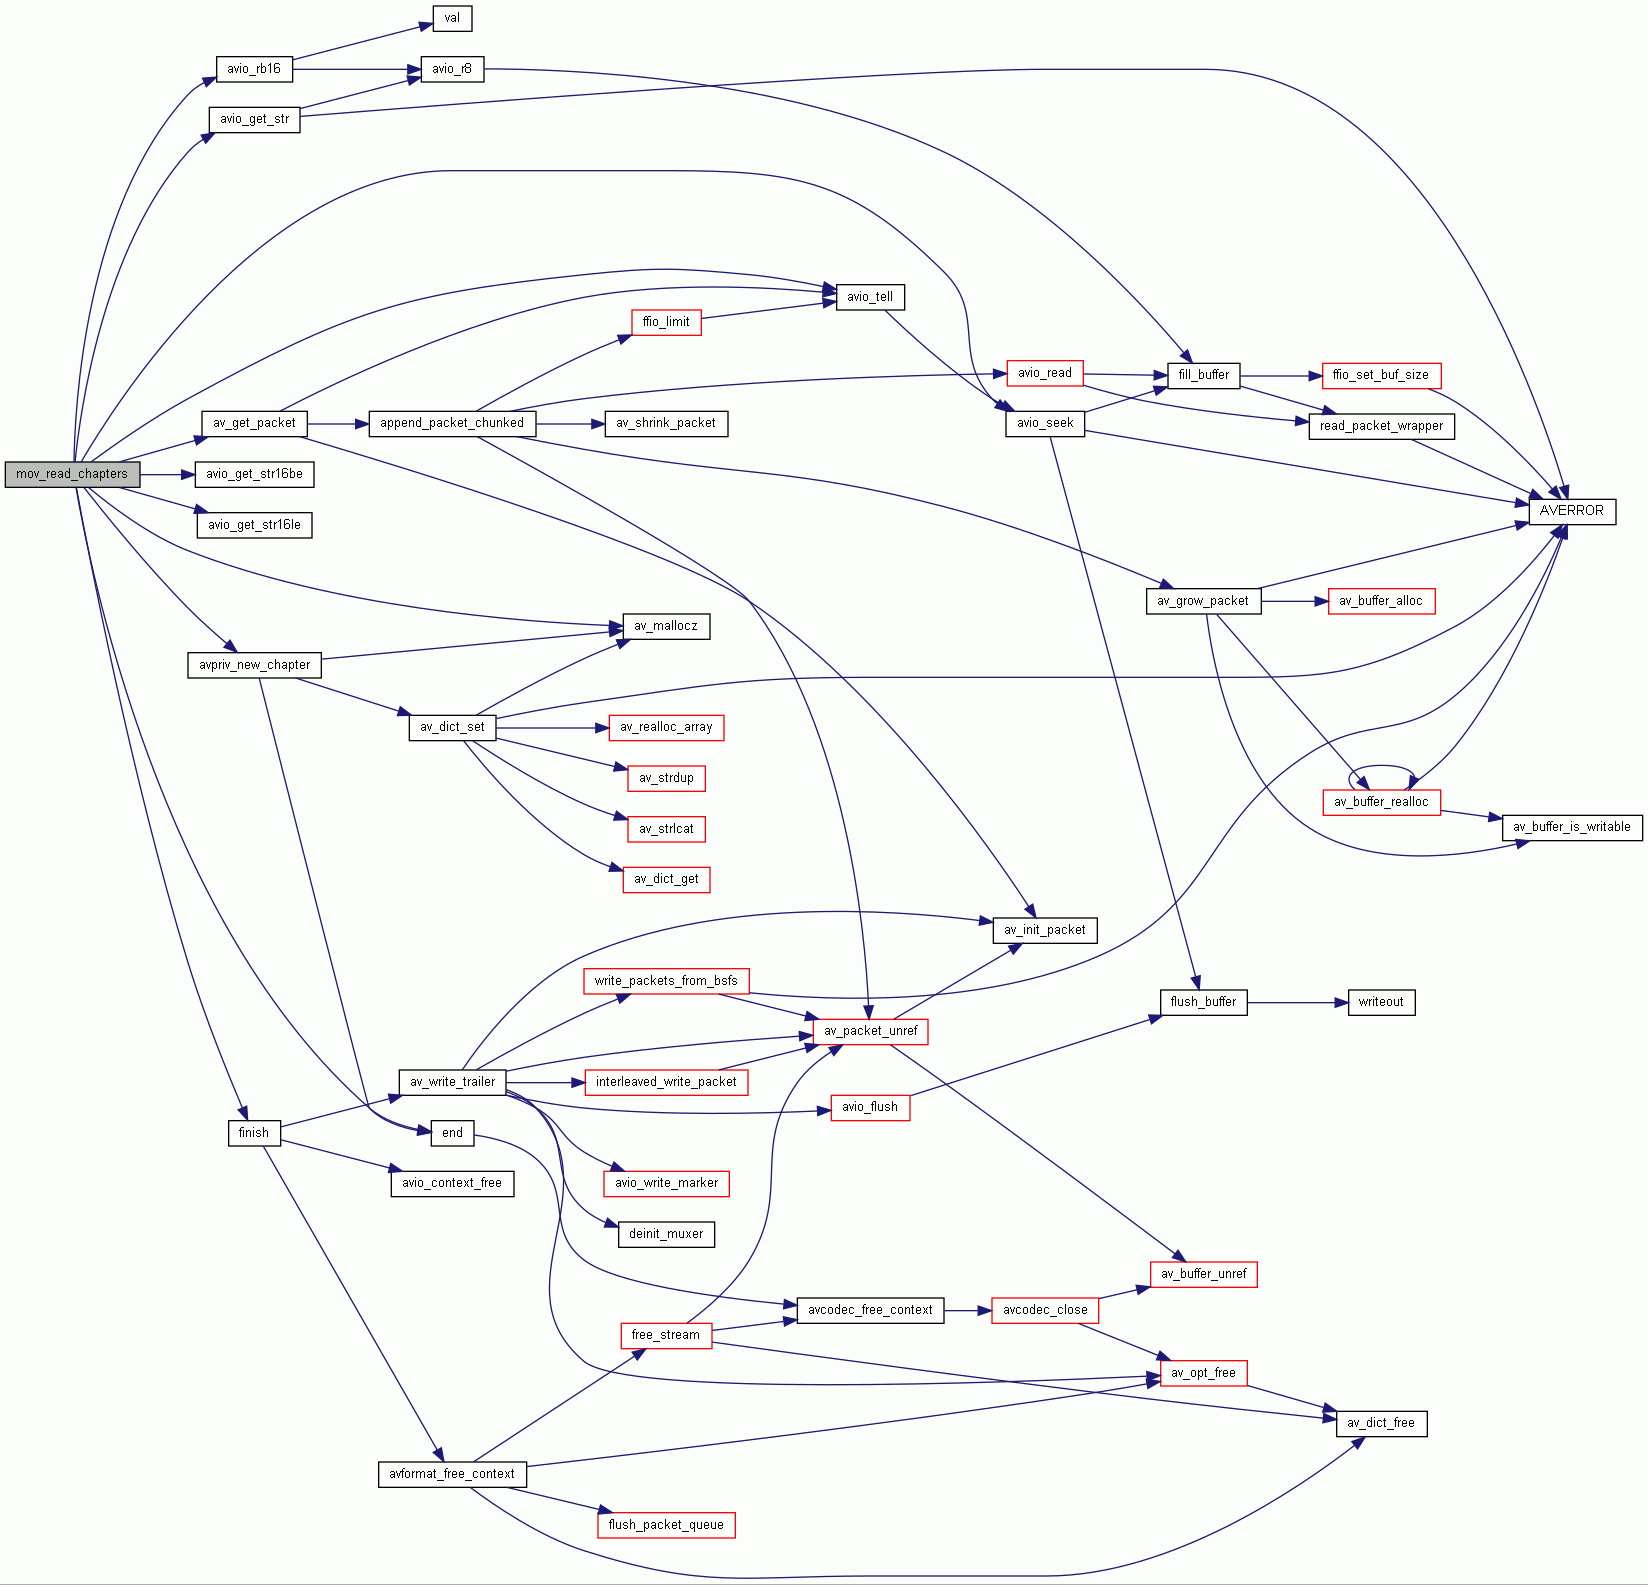 val
avio_rb16
avio_r8
avio_get_str
avio_tell
ffio_limit
avio_read
fill_buffer
ffio_set_buf_size
av_get_packet
append_packet_chunked
av_shrink_packet
avio_seek
read_packet_wrapper
mov_read_chapters
avio_get_str16be
AVERROR
avio_get_str16le
av_grow_packet
av_buffer_alloc
av_mallocz
avpriv_new_chapter
av_dict_set
av_realloc_array
av_strdup
av_buffer_realloc
av_strlcat
av_buffer_is_writable
av_dict_get
av_init_packet
write_packets_from_bsfs
flush_buffer
writeout
av_packet_unref
av_write_trailer
interleaved_write_packet
avio_flush
finish
end
avio_context_free
avio_write_marker
deinit_muxer
av_buffer_unref
avcodec_free_context
avcodec_close
free_stream
av_opt_free
av_dict_free
avformat_free_context
flush_packet_queue